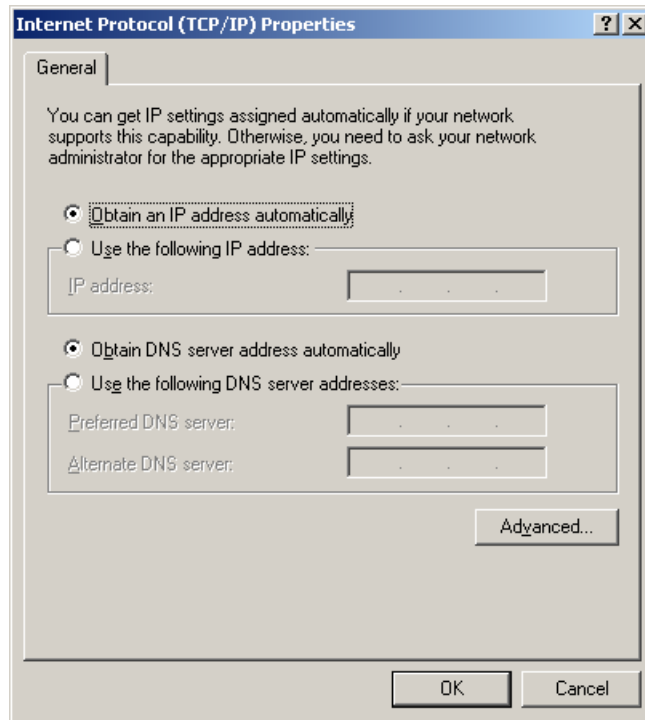 Internet Protocol (TCP/IP) Properties
General
You can get IP settings assigned automatically if your network
supports this capability. Otherwise, you need to ask your network
administrator for the appropriate IP settings.
Obtain an IP address automatically
Use the following IP address:
IP address:
Obtain DNS server address automatically
Use the following DNS server addresses:
Preferred DNS server:
Alternate DNS server:
Advanced...
OK Cancel